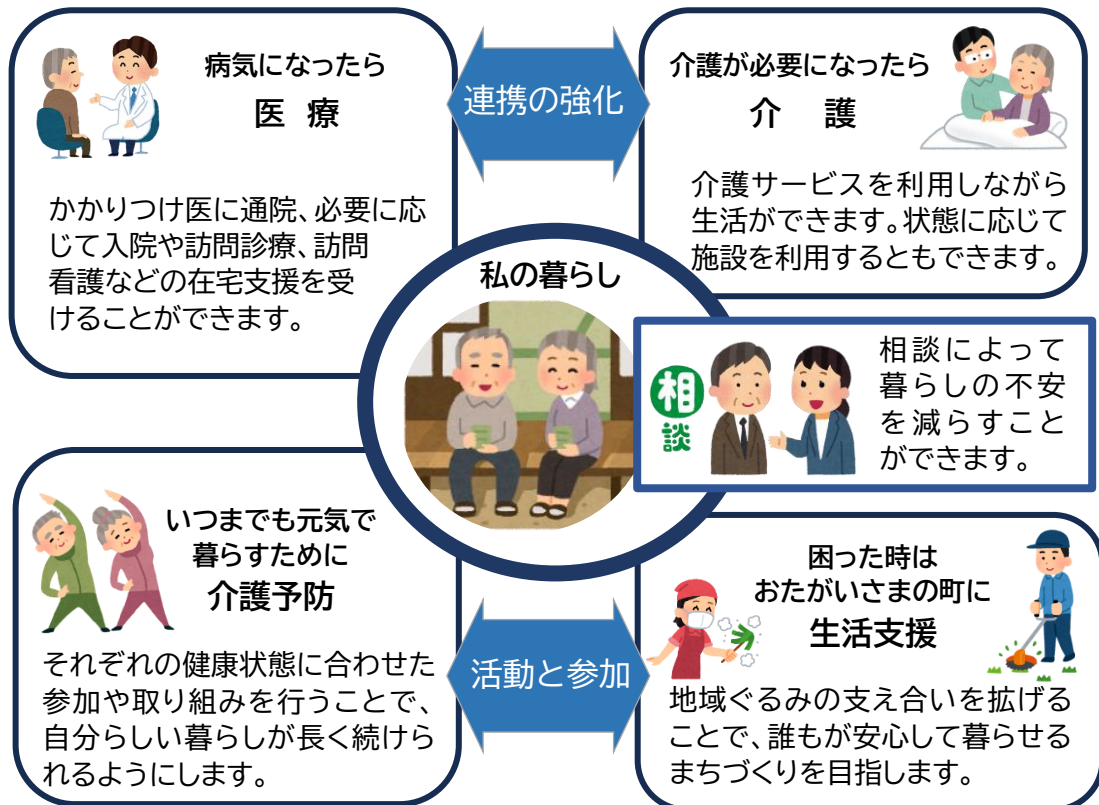 病気になったら
医療
かかりつけ医に通院、必要に応
じて入院や訪問診療、訪問
看護などの在宅支援を受
けることができます。
連携の強化
介護が必要になったら
介護
介護サービスを利用しながら
生活ができます。状態に応じて
施設を利用するともできます。
私の暮らし
相談
相談によって
暮らしの不安
を減らすこと
ができます。
いつまでも元気で
暮らすために
介護予防
それぞれの健康状態に合わせた
参加や取り組みを行うことで、
自分らしい暮らしが長く続けら
れるようにします。
活動と参加
困った時は
おたがいさまの町に
生活支援
地域ぐるみの支え合いを拡げる
ことで、誰もが安心して暮らせる
まちづくりを目指します。